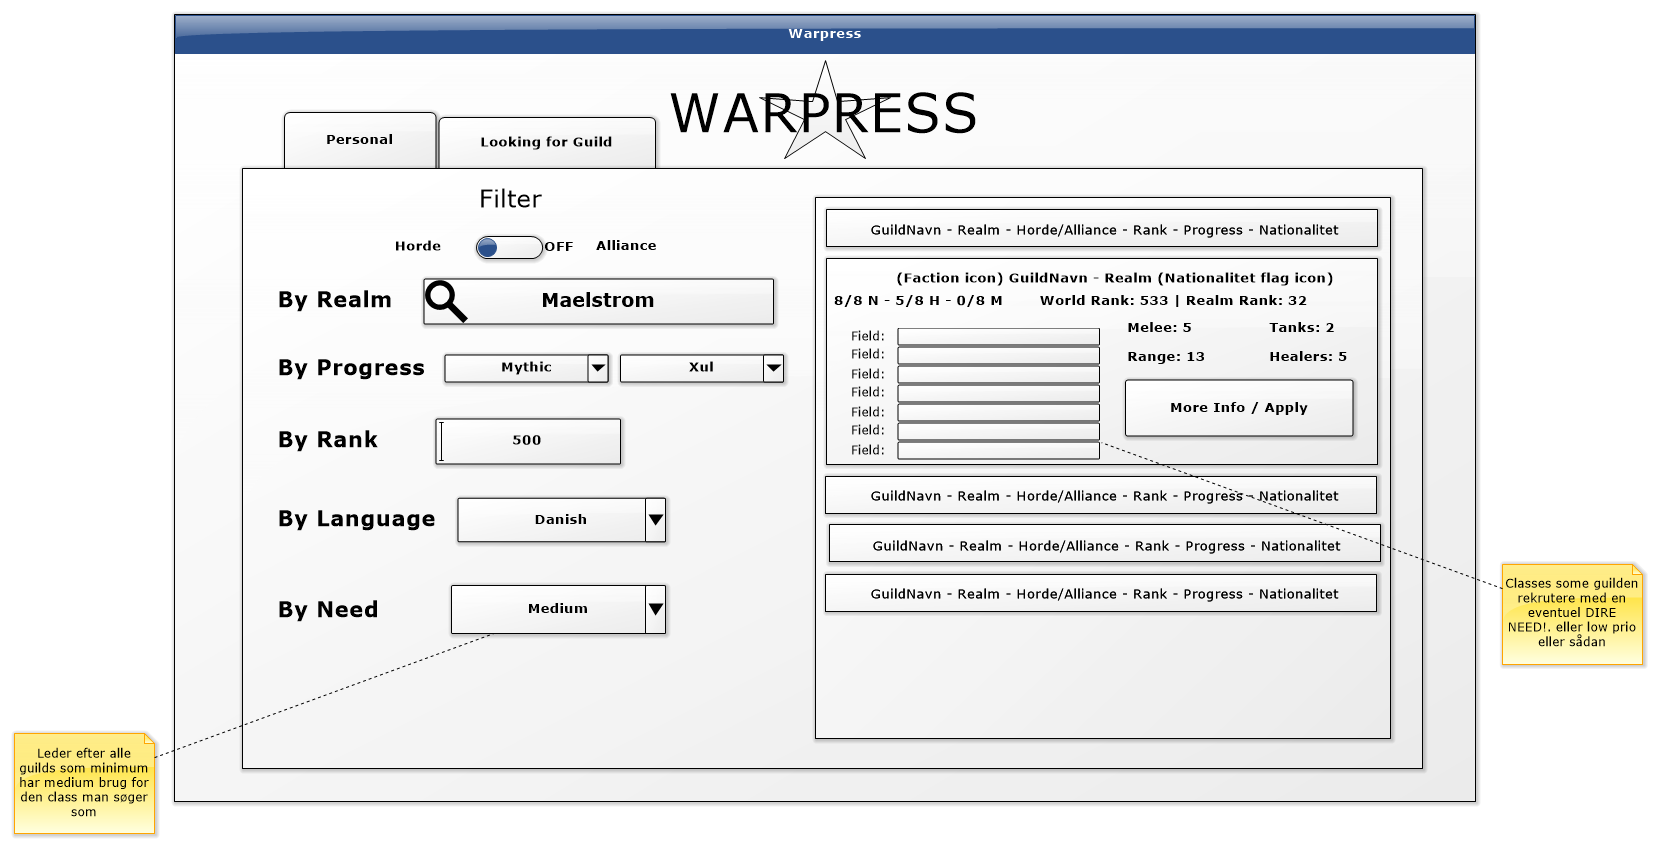 Warpress
WARPRESS
Personal
Looking for Guild
Filter
Horde
OFF
Alliance
By Realm
Maelstrom
By Progress
Mythic
Xul
By Rank
500
By Language
Danish
By Need
Medium
GuildNavn - Realm - Horde/Alliance - Rank - Progress - Nationalitet
(Faction icon) GuildNavn - Realm (Nationalitet flag icon)
8/8 N - 5/8 H - 0/8 M
World Rank: 533 | Realm Rank: 32
Field:
Field:
Field:
Field:
Field:
Field:
Field:
Melee: 5
Tanks: 2
Range: 13
Healers: 5
More Info / Apply
GuildNavn - Realm - Horde/Alliance - Rank - Progress - Nationalitet
GuildNavn - Realm - Horde/Alliance - Rank - Progress - Nationalitet
GuildNavn - Realm - Horde/Alliance - Rank - Progress - Nationalitet
Classes some guilden
rekrutere med en
eventuel DIRE
NEED!. eller low prio
eller sådan
Leder efter alle
guilds som minimum
har medium brug for
den class man søger
som